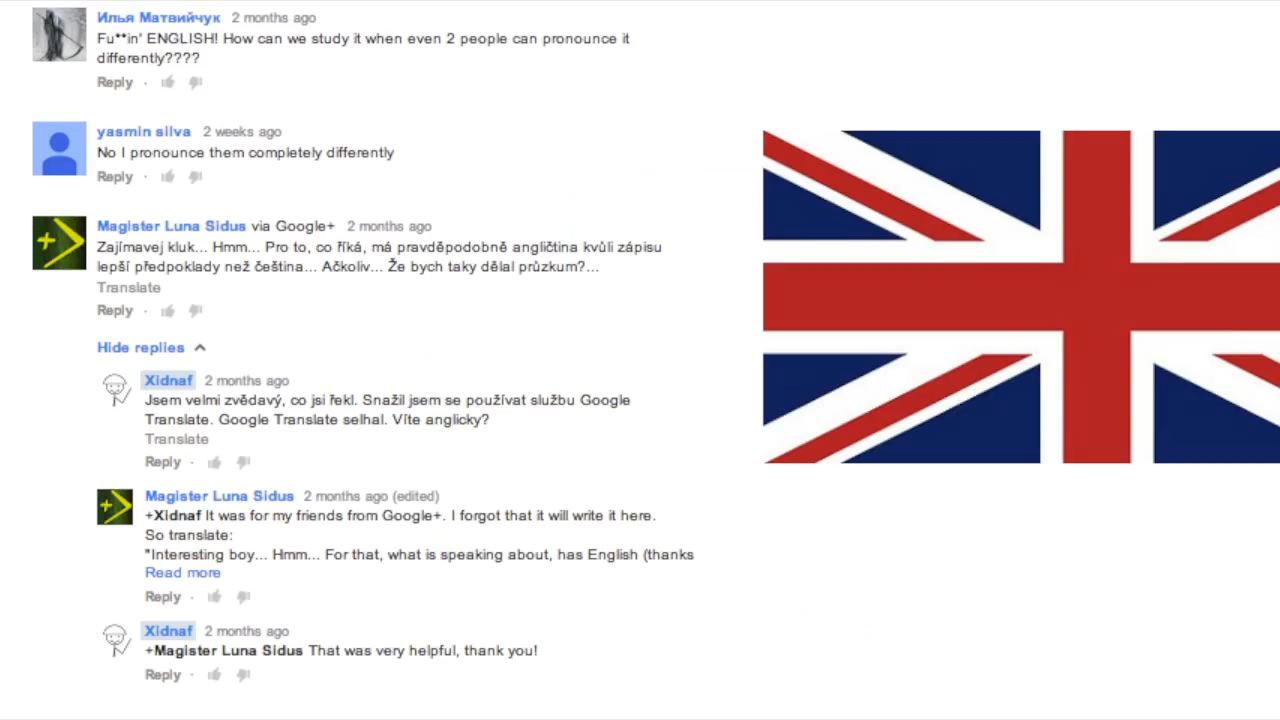 Илья Матвийчук 2 months ago
Fu**in' ENGLISH! How can we study it when even 2 people can pronounce it
differently????
Reply ·
yasmin silva 2 weeks ago
No I pronounce them completely differently
Reply ·
Magister Luna Sidus via Google+ 2 months ago
Zajímavej kluk... Hmm... Pro to, co říká, má pravděpodobně angličtina kvůli zápisu
lepší předpoklady než čeština... Ačkoliv... Že bych taky dělal průzkum?...
Translate
Reply ·
Hide replies
Xidnaf 2 months ago
Jsem velmi zvědavý, co jsi řekl. Snažil jsem se používat službu Google
Translate. Google Translate selhal. Víte anglicky?
Translate
Reply ·
Magister Luna Sidus 2 months ago (edited)
+Xidnaf It was for my friends from Google+. I forgot that it will write it here.
So translate:
"Interesting boy... Hmm... For that, what is speaking about, has English (thanks
Read more
Reply ·
Xidnaf 2 months ago
+Magister Luna Sidus That was very helpful, thank you!
Reply ·